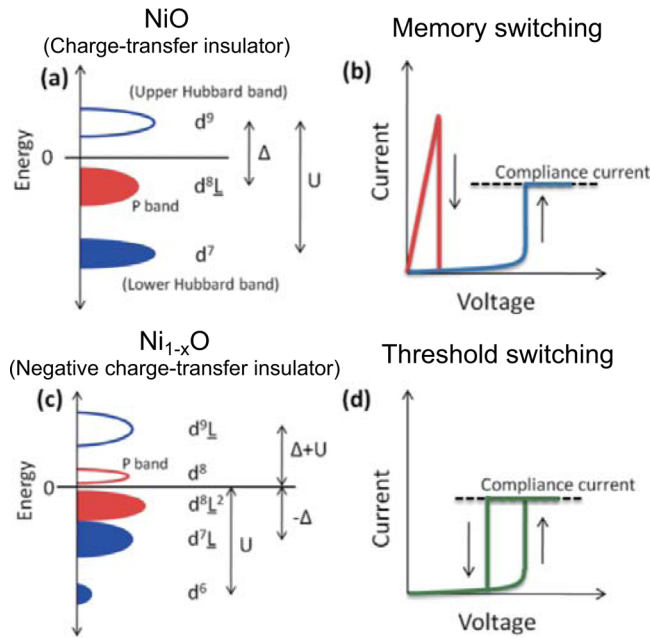 NiO
(Charge-transfer insulator)
Memory switching
(a)
(Upper Hubbard band)
d⁹
Energy
0
Δ
U
d⁸L̲
P band
d⁷
(Lower Hubbard band)
(b)
Current
Compliance current
Voltage
Ni₁₋ₓO
(Negative charge-transfer insulator)
Threshold switching
(c)
d⁹L̲
P band
d⁸
Δ+U
Energy
0
d⁸L̲²
-Δ
d⁷L̲
U
d⁶
(d)
Current
Compliance current
Voltage